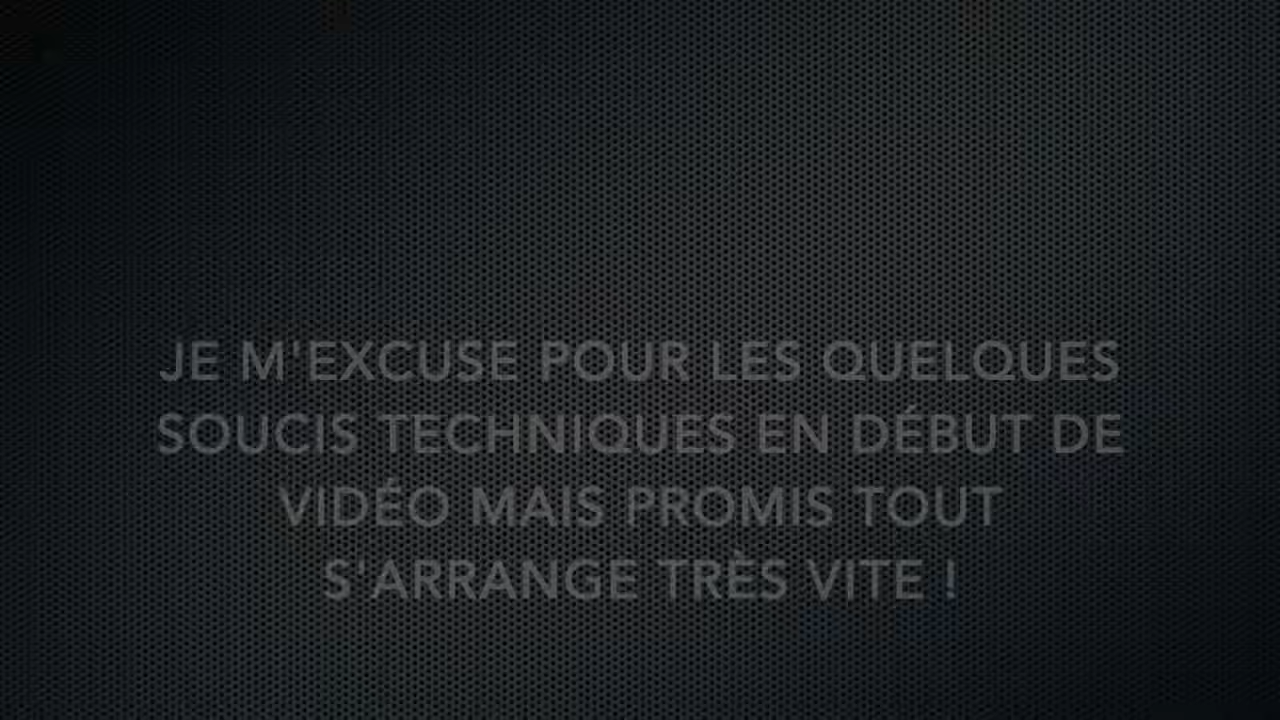 JE M'EXCUSE POUR LES QUELQUES
SOUCIS TECHNIQUES EN DÉBUT DE
VIDÉO MAIS PROMIS TOUT
S'ARRANGE TRÈS VITE !